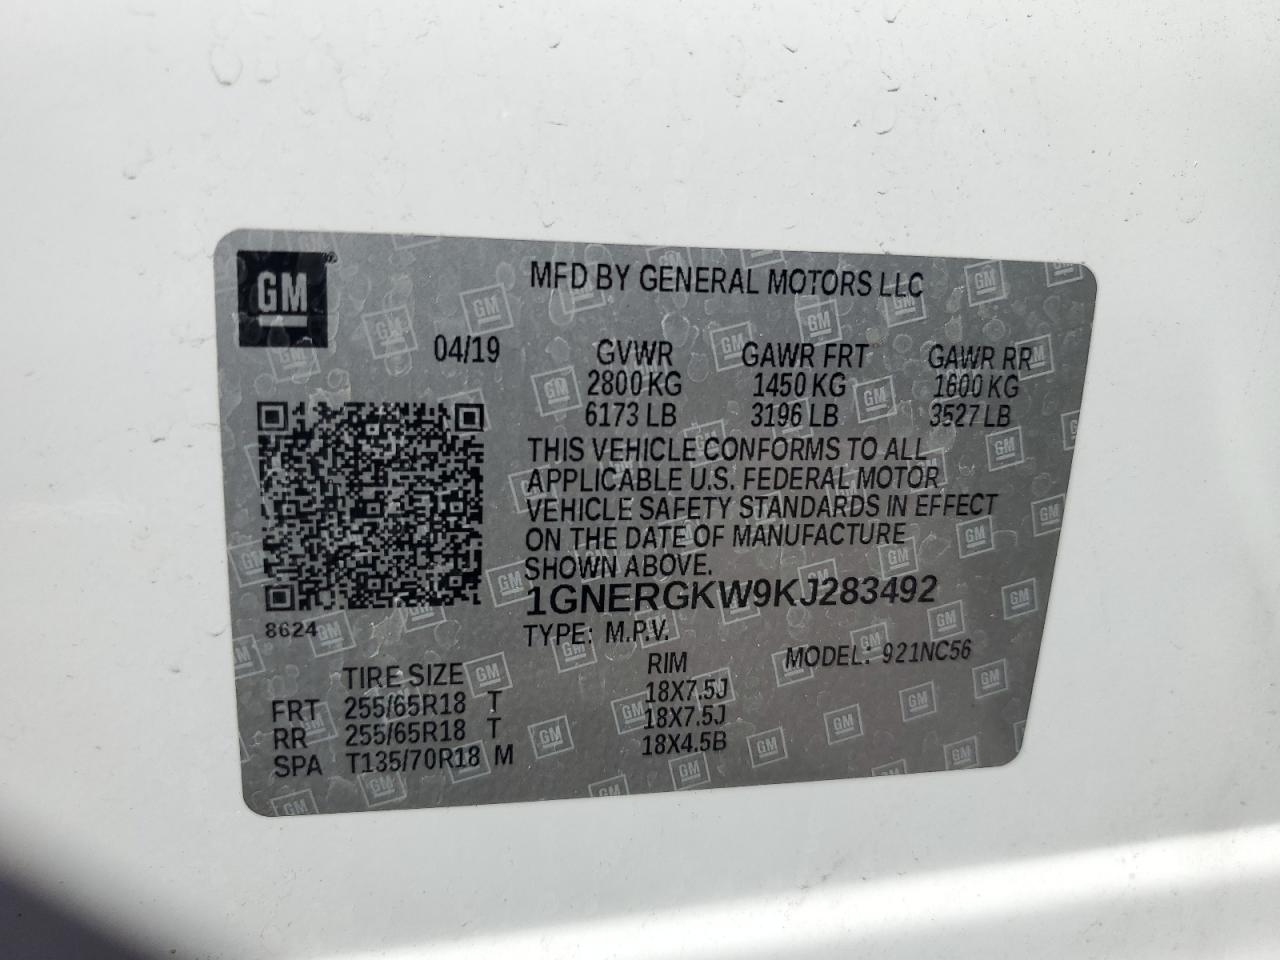 GM
MFD BY GENERAL MOTORS LLC
04/19 GVWR GAWR FRT GAWR RR
2800 KG 1450 KG 1600 KG
6173 LB 3196 LB 3527 LB
THIS VEHICLE CONFORMS TO ALL
APPLICABLE U.S. FEDERAL MOTOR
VEHICLE SAFETY STANDARDS IN EFFECT
ON THE DATE OF MANUFACTURE
SHOWN ABOVE.
1GNERGKW9KJ283492
8624
TYPE: M.P.V. MODEL: 921NC56
TIRE SIZE RIM
FRT 255/65R18 T 18X7.5J
RR 255/65R18 T 18X7.5J
SPA T135/70R18 M 18X4.5B